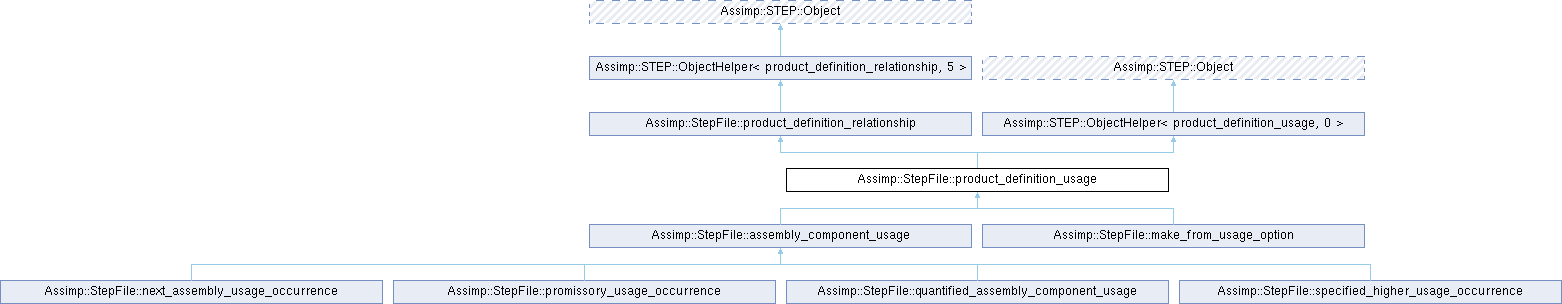 Assimp::STEP::Object
Assimp::STEP::ObjectHelper< product_definition_relationship, 5 >
Assimp::STEP::Object
Assimp::StepFile::product_definition_relationship
Assimp::STEP::ObjectHelper< product_definition_usage, 0 >
Assimp::StepFile::product_definition_usage
Assimp::StepFile::assembly_component_usage
Assimp::StepFile::make_from_usage_option
Assimp::StepFile::next_assembly_usage_occurrence
Assimp::StepFile::promissory_usage_occurrence
Assimp::StepFile::quantified_assembly_component_usage
Assimp::StepFile::specified_higher_usage_occurrence